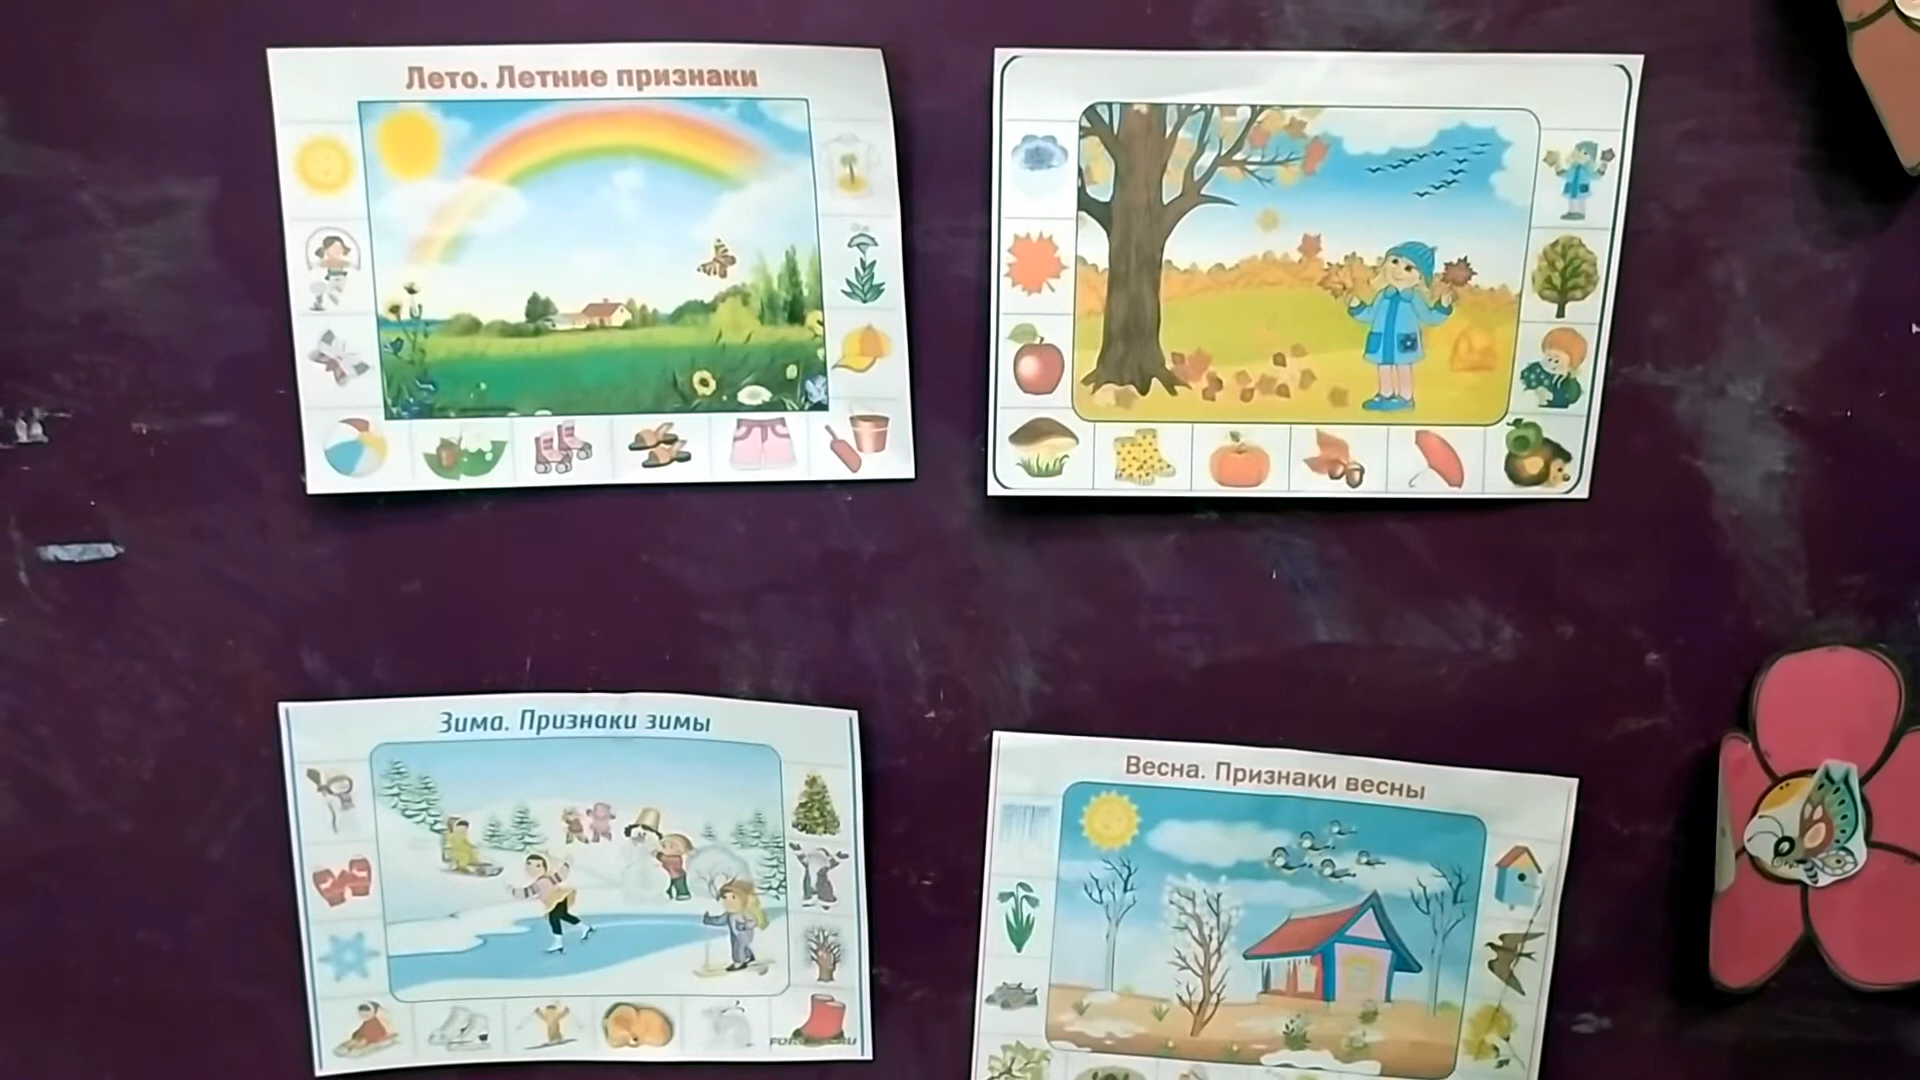 Лето. Летние признаки
Зима. Признаки зимы
Весна. Признаки весны